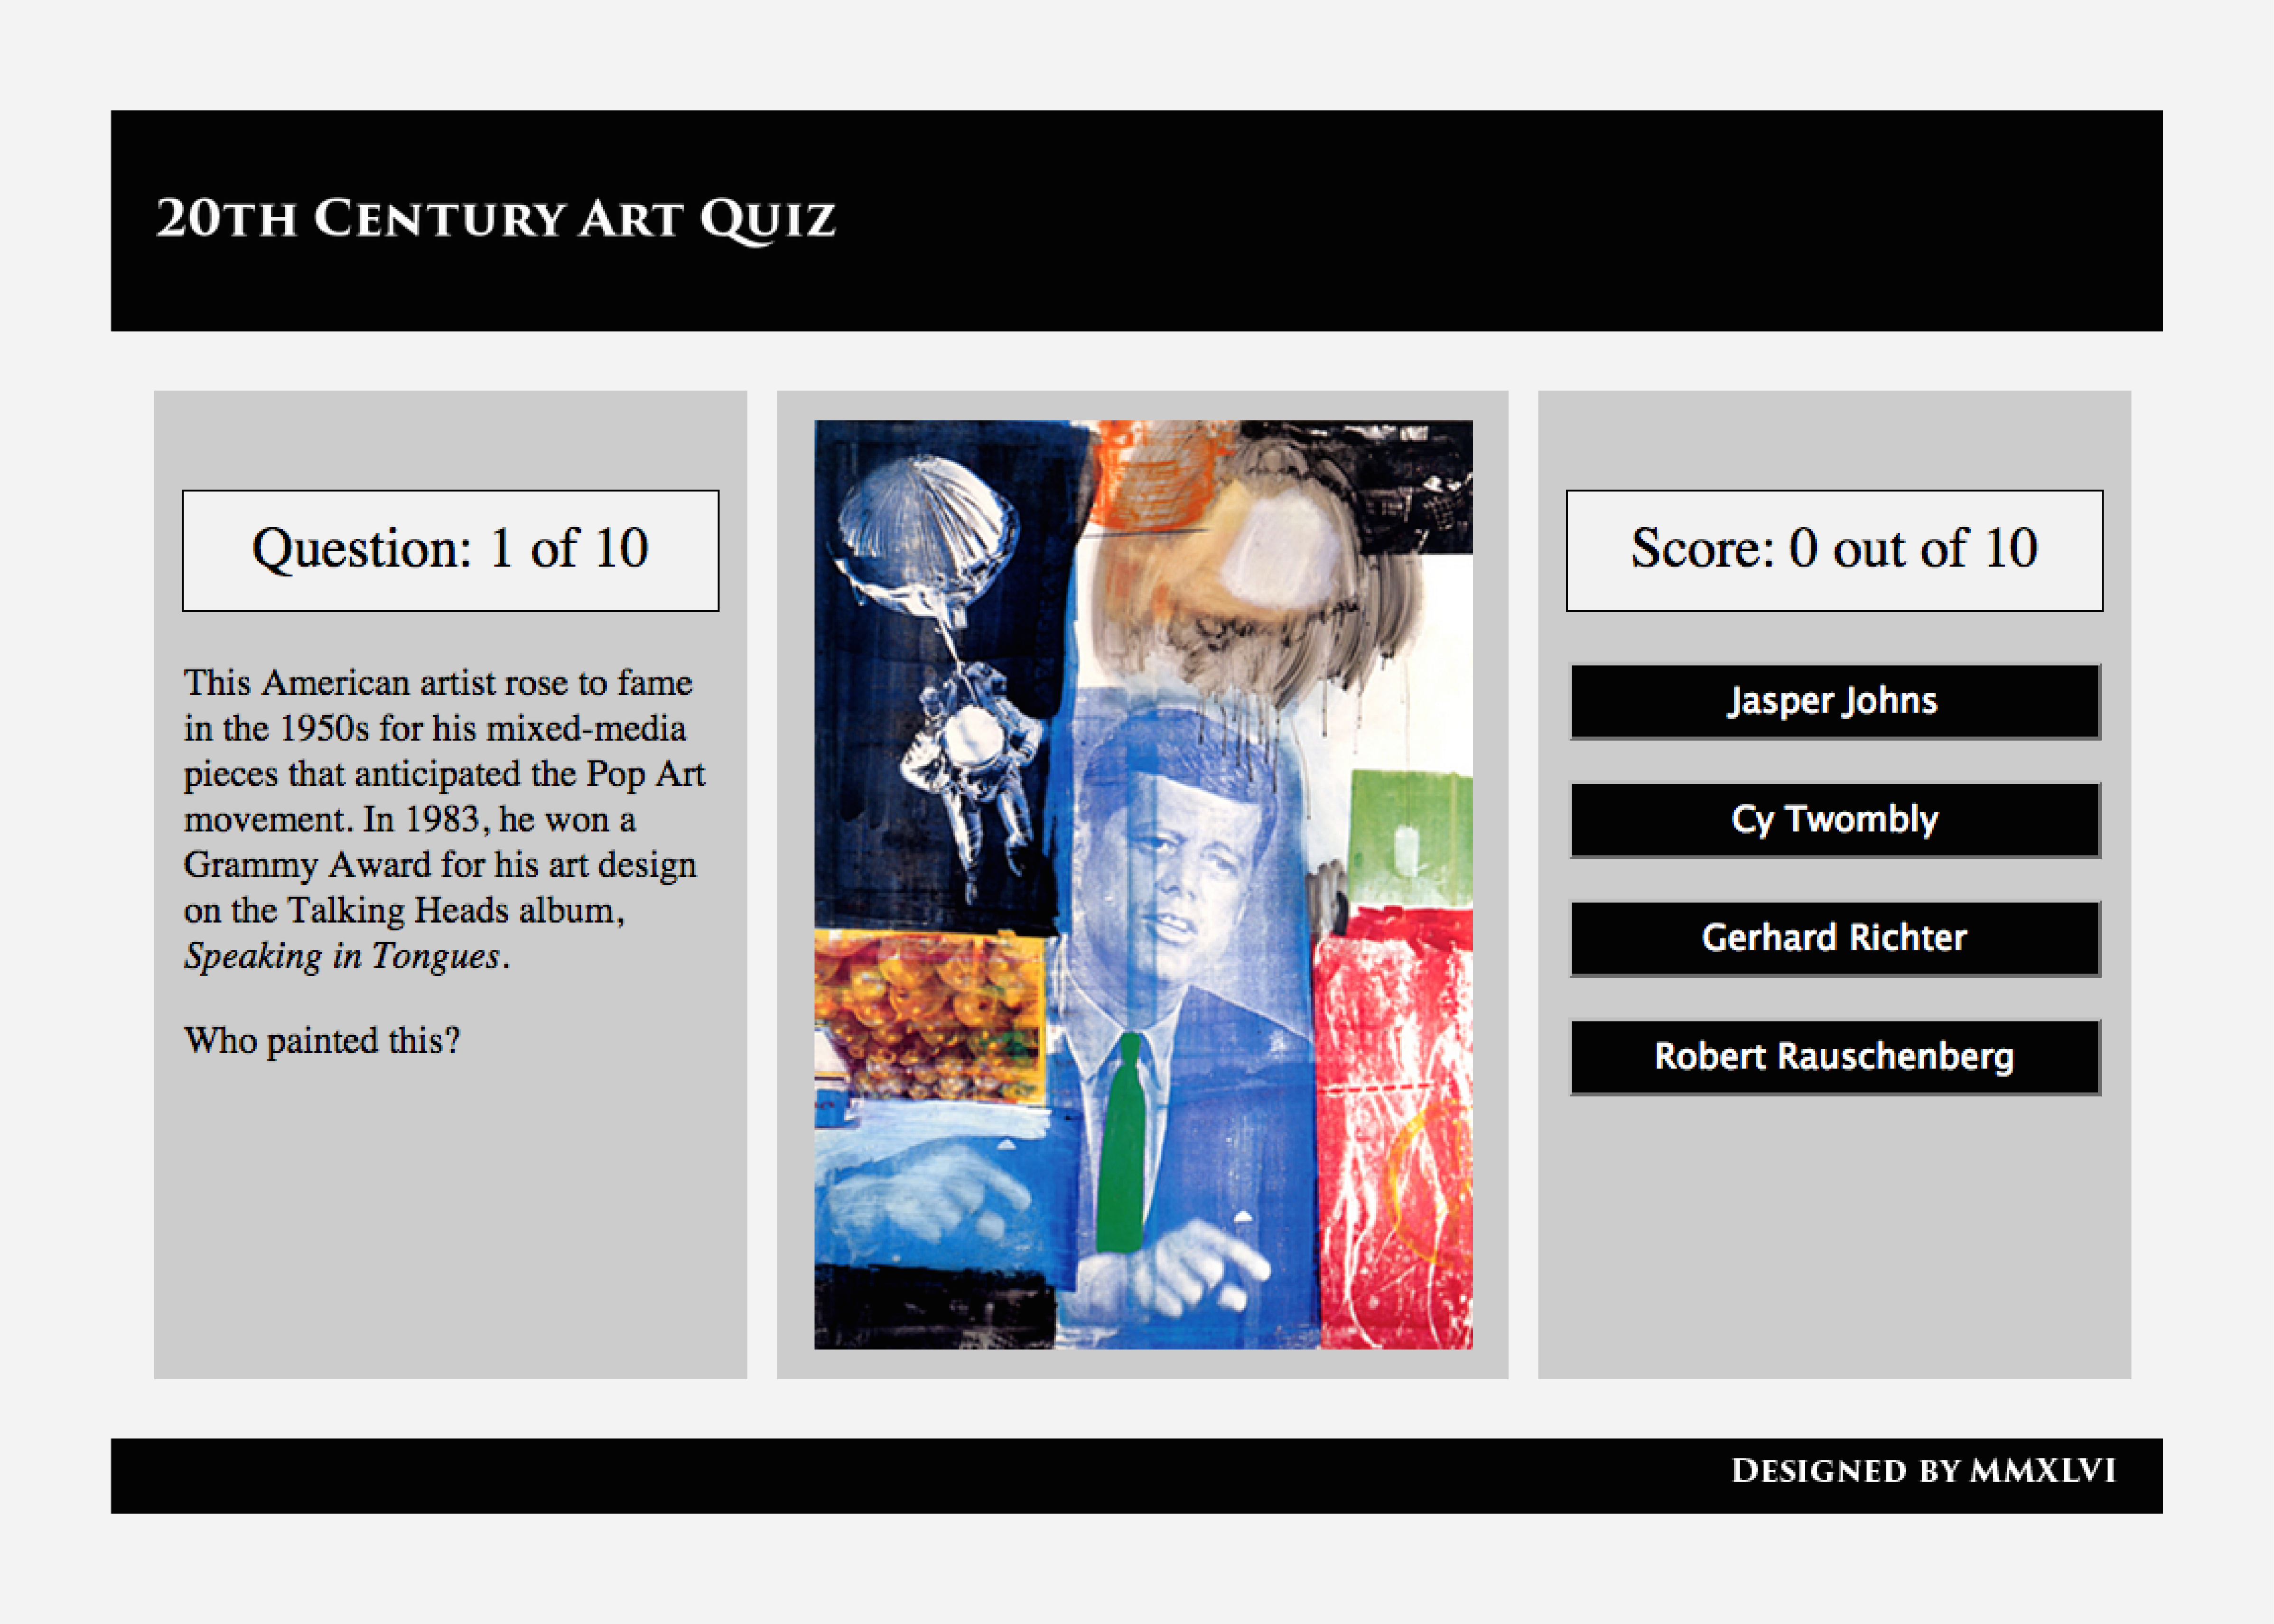 20th Century Art Quiz
Question: 1 of 10
This American artist rose to fame
in the 1950s for his mixed-media
pieces that anticipated the Pop Art
movement. In 1983, he won a
Grammy Award for his art design
on the Talking Heads album,
Speaking in Tongues.
Who painted this?
Score: 0 out of 10
Jasper Johns
Cy Twombly
Gerhard Richter
Robert Rauschenberg
Designed by MMXLVI